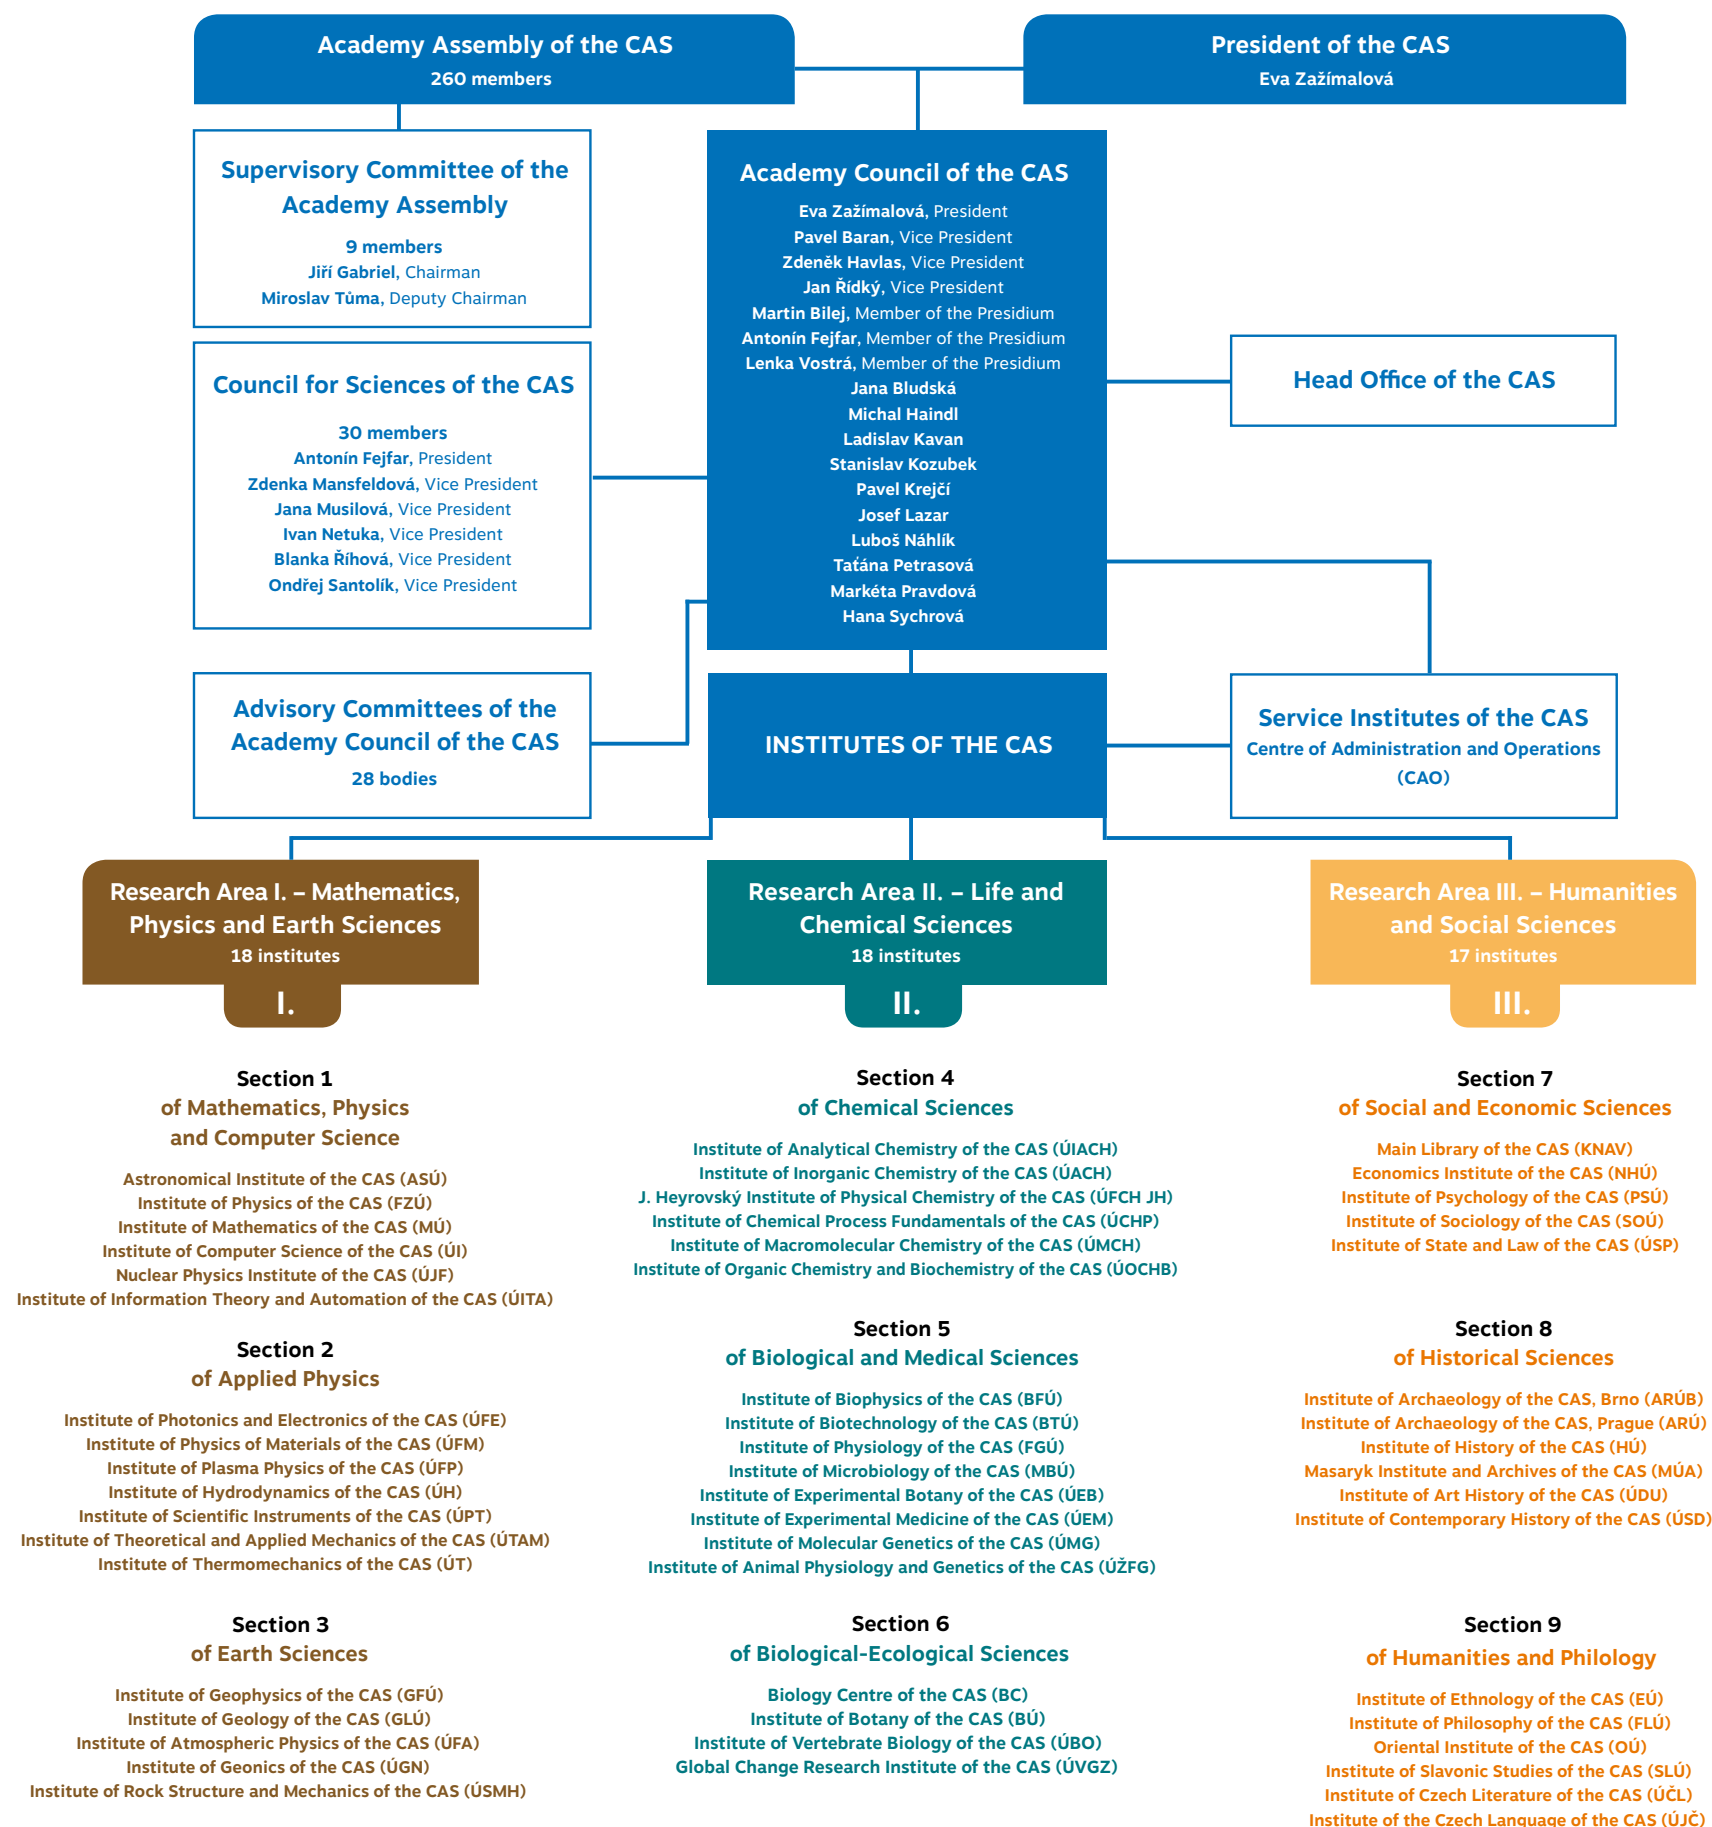 Academy Assembly of the CAS
260 members
President of the CAS
Eva Zažímalová
Supervisory Committee of the
Academy Assembly
9 members
Jiří Gabriel, Chairman
Miroslav Tůma, Deputy Chairman
Academy Council of the CAS
Eva Zažímalová, President
Pavel Baran, Vice President
Zdeněk Havlas, Vice President
Jan Řídký, Vice President
Martin Bilej, Member of the Presidium
Antonín Fejfar, Member of the Presidium
Lenka Vostrá, Member of the Presidium
Jana Bludská
Michal Haindl
Ladislav Kavan
Stanislav Kozubek
Pavel Krejčí
Josef Lazar
Luboš Náhlík
Taťána Petrasová
Markéta Pravdová
Hana Sychrová
Council for Sciences of the CAS
30 members
Antonín Fejfar, President
Zdenka Mansfeldová, Vice President
Jana Musilová, Vice President
Ivan Netuka, Vice President
Blanka Říhová, Vice President
Ondřej Santolík, Vice President
Head Office of the CAS
Advisory Committees of the
Academy Council of the CAS
28 bodies
INSTITUTES OF THE CAS
Service Institutes of the CAS
Centre of Administration and Operations
(CAO)
Research Area I. – Mathematics,
Physics and Earth Sciences
18 institutes
I.
Section 1
of Mathematics, Physics
and Computer Science
Astronomical Institute of the CAS (ASÚ)
Institute of Physics of the CAS (FZÚ)
Institute of Mathematics of the CAS (MÚ)
Institute of Computer Science of the CAS (ÚI)
Nuclear Physics Institute of the CAS (ÚJF)
Institute of Information Theory and Automation of the CAS (ÚITA)
Section 2
of Applied Physics
Institute of Photonics and Electronics of the CAS (ÚFE)
Institute of Physics of Materials of the CAS (ÚFM)
Institute of Plasma Physics of the CAS (ÚFP)
Institute of Hydrodynamics of the CAS (ÚH)
Institute of Scientific Instruments of the CAS (ÚPT)
Institute of Theoretical and Applied Mechanics of the CAS (ÚTAM)
Institute of Thermomechanics of the CAS (ÚT)
Section 3
of Earth Sciences
Institute of Geophysics of the CAS (GFÚ)
Institute of Geology of the CAS (GLÚ)
Institute of Atmospheric Physics of the CAS (ÚFA)
Institute of Geonics of the CAS (ÚGN)
Institute of Rock Structure and Mechanics of the CAS (ÚSMH)
Research Area II. – Life and
Chemical Sciences
18 institutes
II.
Section 4
of Chemical Sciences
Institute of Analytical Chemistry of the CAS (ÚIACH)
Institute of Inorganic Chemistry of the CAS (ÚACH)
J. Heyrovský Institute of Physical Chemistry of the CAS (ÚFCH JH)
Institute of Chemical Process Fundamentals of the CAS (ÚCHP)
Institute of Macromolecular Chemistry of the CAS (ÚMCH)
Institute of Organic Chemistry and Biochemistry of the CAS (ÚOCHB)
Section 5
of Biological and Medical Sciences
Institute of Biophysics of the CAS (BFÚ)
Institute of Biotechnology of the CAS (BTÚ)
Institute of Physiology of the CAS (FGÚ)
Institute of Microbiology of the CAS (MBÚ)
Institute of Experimental Botany of the CAS (ÚEB)
Institute of Experimental Medicine of the CAS (ÚEM)
Institute of Molecular Genetics of the CAS (ÚMG)
Institute of Animal Physiology and Genetics of the CAS (ÚŽFG)
Section 6
of Biological-Ecological Sciences
Biology Centre of the CAS (BC)
Institute of Botany of the CAS (BÚ)
Institute of Vertebrate Biology of the CAS (ÚBO)
Global Change Research Institute of the CAS (ÚVGZ)
Research Area III. – Humanities
and Social Sciences
17 institutes
III.
Section 7
of Social and Economic Sciences
Main Library of the CAS (KNAV)
Economics Institute of the CAS (NHÚ)
Institute of Psychology of the CAS (PSÚ)
Institute of Sociology of the CAS (SOÚ)
Institute of State and Law of the CAS (ÚSP)
Section 8
of Historical Sciences
Institute of Archaeology of the CAS, Brno (ARÚB)
Institute of Archaeology of the CAS, Prague (ARÚ)
Institute of History of the CAS (HÚ)
Masaryk Institute and Archives of the CAS (MÚA)
Institute of Art History of the CAS (ÚDU)
Institute of Contemporary History of the CAS (ÚSD)
Section 9
of Humanities and Philology
Institute of Ethnology of the CAS (EÚ)
Institute of Philosophy of the CAS (FLÚ)
Oriental Institute of the CAS (OÚ)
Institute of Slavonic Studies of the CAS (SLÚ)
Institute of Czech Literature of the CAS (ÚČL)
Institute of the Czech Language of the CAS (ÚJČ)